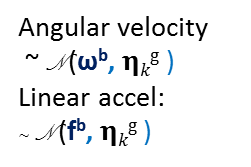 Angular velocity
~ 𝒩(ωᵇ, ηₖᵍ )
Linear accel:
~ 𝒩(fᵇ, ηₖᵍ )